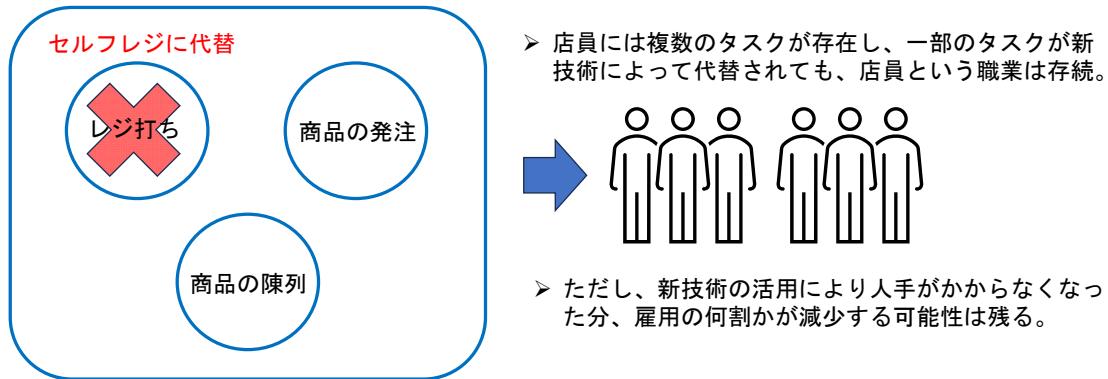 セルフレジに代替
レジ打ち
商品の発注
商品の陳列
➢ 店員には複数のタスクが存在し、一部のタスクが新
技術によって代替されても、店員という職業は存続。
➢ ただし、新技術の活用により人手がかからなくなっ
た分、雇用の何割かが減少する可能性は残る。